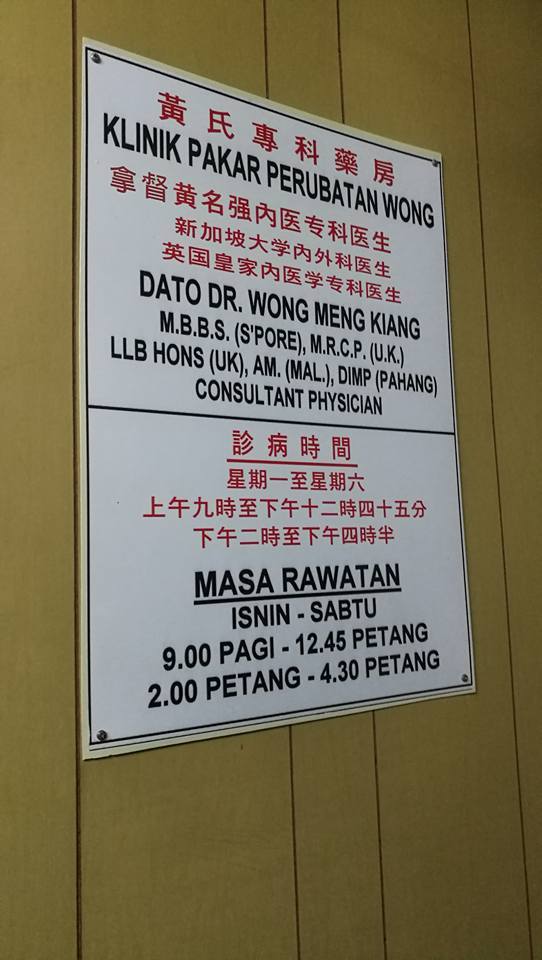 黃氏專科藥房
KLINIK PAKAR PERUBATAN WONG
拿督黄名强内医专科医生
新加坡大学内外科医生
英国皇家内医学专科医生
DATO DR. WONG MENG KIANG
M.B.B.S. (S'PORE), M.R.C.P. (U.K.)
LLB HONS (UK), AM. (MAL.), DIMP (PAHANG)
CONSULTANT PHYSICIAN
診病時間
星期一至星期六
上午九時至下午十二時四十五分
下午二時至下午四時半
MASA RAWATAN
ISNIN - SABTU
9.00 PAGI - 12.45 PETANG
2.00 PETANG - 4.30 PETANG